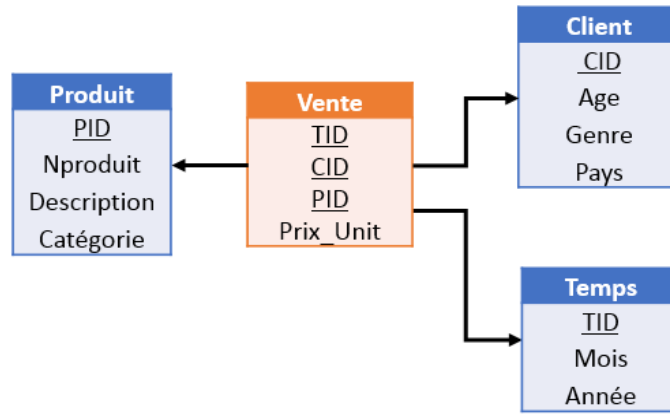 Produit
PID
Nproduit
Description
Catégorie
Vente
TID
CID
PID
Prix_Unit
Client
CID
Age
Genre
Pays
Temps
TID
Mois
Année